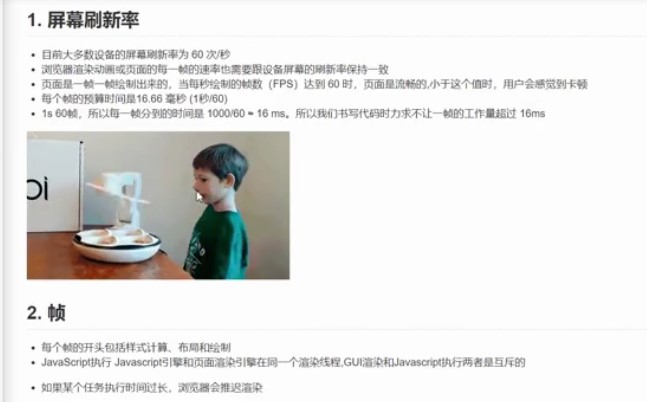 1. 屏幕刷新率
目前大多数设备的屏幕刷新率为 60 次/秒
浏览器渲染动画或页面的每一帧的速率也需要跟设备屏幕的刷新率保持一致
页面是一帧一帧绘制出来的，当每秒绘制的帧数（FPS）达到 60 时，页面是流畅的,小于这个值时，用户会感觉到卡顿
每个帧的预算时间是16.66 毫秒 (1秒/60)
1s 60帧，所以每一帧分到的时间是 1000/60 ≈ 16 ms。所以我们书写代码时力求不让一帧的工作量超过 16ms
oi
2. 帧
每个帧的开头包括样式计算、布局和绘制
JavaScript执行 Javascript引擎和页面渲染引擎在同一个渲染线程,GUI渲染和Javascript执行两者是互斥的
如果某个任务执行时间过长，浏览器会推迟渲染